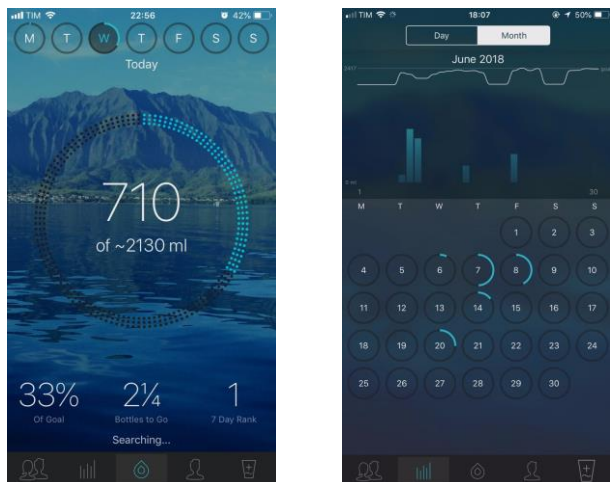 TIM 22:56 42%
M T W T F S S
Today
710
of ~2130 ml
33% 2¼ 1
Of Goal Bottles to Go 7 Day Rank
Searching...
TIM 18:07 50%
Day Month
June 2018
0 ml
1 30
M T W T F S S
1 2 3
4 5 6 7 8 9 10
11 12 13 14 15 16 17
18 19 20 21 22 23 24
25 26 27 28 29 30